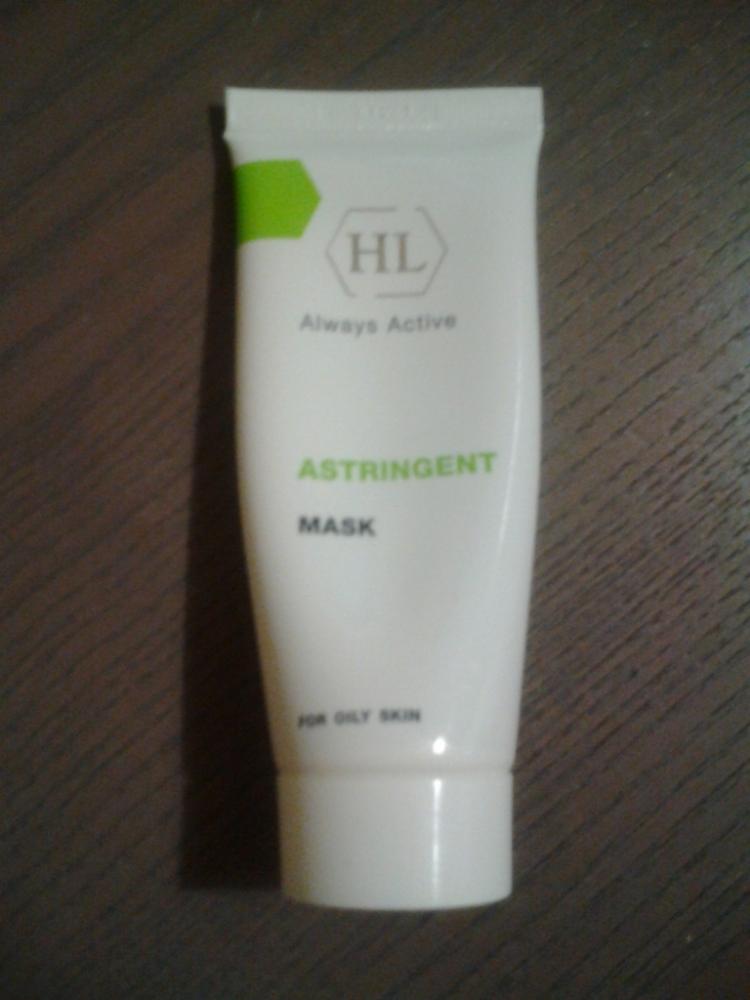 HL
Always Active
ASTRINGENT
MASK
FOR OILY SKIN